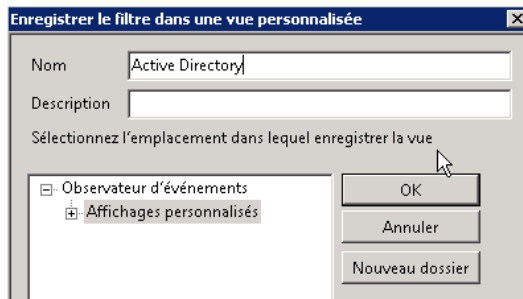 Enregistrer le filtre dans une vue personnalisée
Nom Active Directory
Description
Sélectionnez l'emplacement dans lequel enregistrer la vue
Observateur d'événements
Affichages personnalisés
OK
Annuler
Nouveau dossier